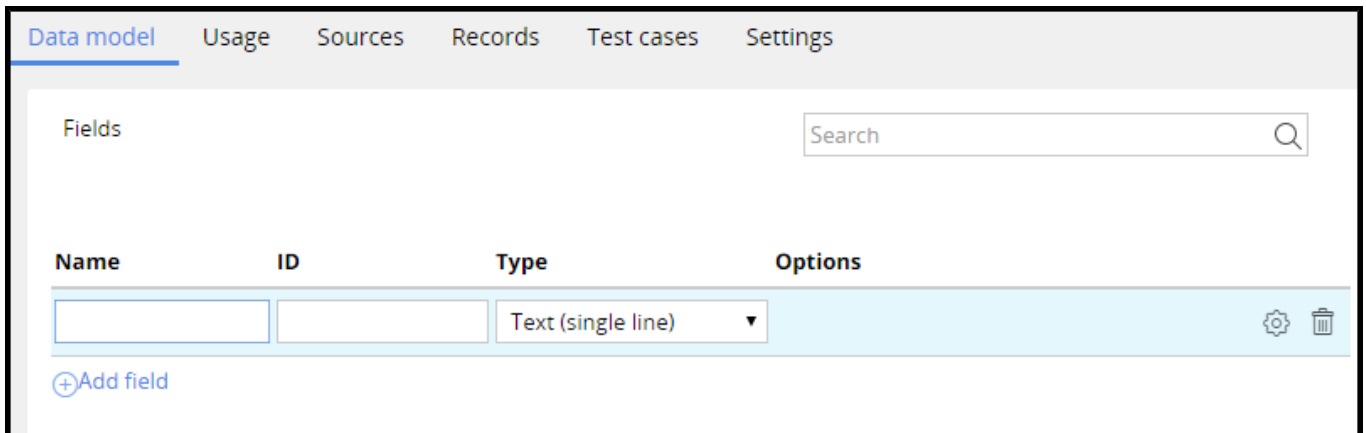 Data model Usage Sources Records Test cases Settings
Fields
Search
Name ID Type Options
Text (single line)
Add field